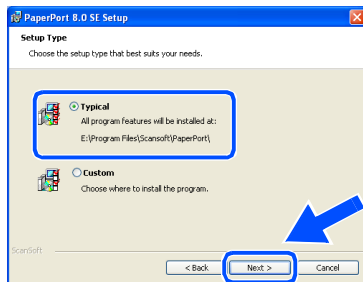 PaperPort 8.0 SE Setup
Setup Type
Choose the setup type that best suits your needs.
Typical
All program features will be installed at:
E:\Program Files\Scansoft\PaperPort\
Custom
Choose where to install the program.
ScanSoft
< Back Next > Cancel